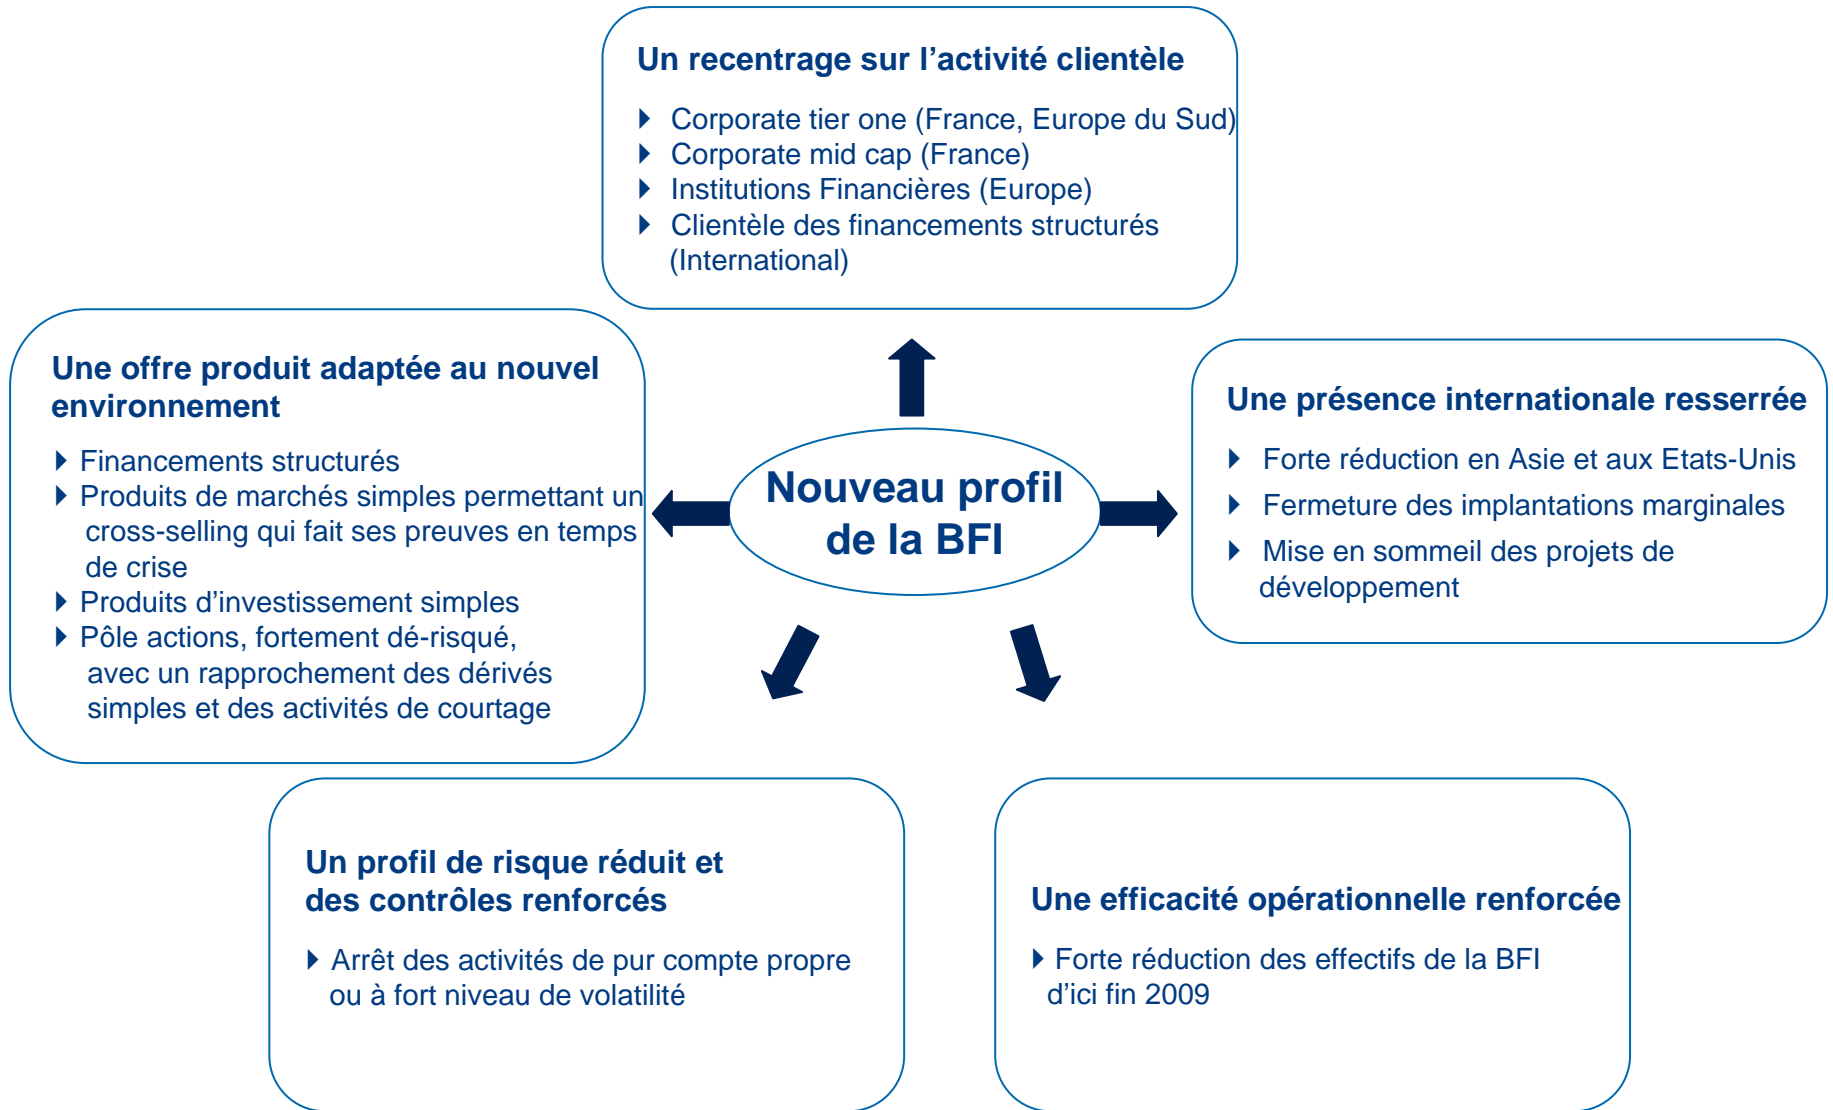 Un recentrage sur l’activité clientèle
Corporate tier one (France, Europe du Sud)
Corporate mid cap (France)
Institutions Financières (Europe)
Clientèle des financements structurés
(International)
Une offre produit adaptée au nouvel
environnement
Financements structurés
Produits de marchés simples permettant un
cross-selling qui fait ses preuves en temps
de crise
Produits d’investissement simples
Pôle actions, fortement dé-risqué,
avec un rapprochement des dérivés
simples et des activités de courtage
Nouveau profil
de la BFI
Une présence internationale resserrée
Forte réduction en Asie et aux Etats-Unis
Fermeture des implantations marginales
Mise en sommeil des projets de
développement
Un profil de risque réduit et
des contrôles renforcés
Arrêt des activités de pur compte propre
ou à fort niveau de volatilité
Une efficacité opérationnelle renforcée
Forte réduction des effectifs de la BFI
d’ici fin 2009